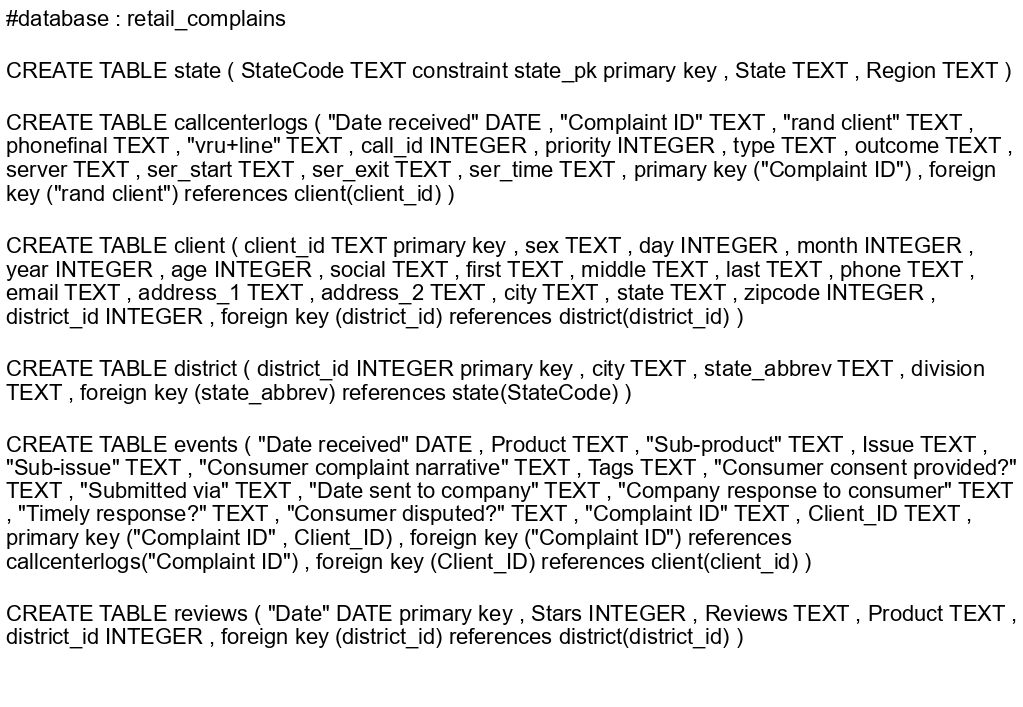 #database : retail_complains
CREATE TABLE state ( StateCode TEXT constraint state_pk primary key , State TEXT , Region TEXT )
CREATE TABLE callcenterlogs ( "Date received" DATE , "Complaint ID" TEXT , "rand client" TEXT ,
phonefinal TEXT , "vru+line" TEXT , call_id INTEGER , priority INTEGER , type TEXT , outcome TEXT ,
server TEXT , ser_start TEXT , ser_exit TEXT , ser_time TEXT , primary key ("Complaint ID") , foreign
key ("rand client") references client(client_id) )
CREATE TABLE client ( client_id TEXT primary key , sex TEXT , day INTEGER , month INTEGER ,
year INTEGER , age INTEGER , social TEXT , first TEXT , middle TEXT , last TEXT , phone TEXT ,
email TEXT , address_1 TEXT , address_2 TEXT , city TEXT , state TEXT , zipcode INTEGER ,
district_id INTEGER , foreign key (district_id) references district(district_id) )
CREATE TABLE district ( district_id INTEGER primary key , city TEXT , state_abbrev TEXT , division
TEXT , foreign key (state_abbrev) references state(StateCode) )
CREATE TABLE events ( "Date received" DATE , Product TEXT , "Sub-product" TEXT , Issue TEXT ,
"Sub-issue" TEXT , "Consumer complaint narrative" TEXT , Tags TEXT , "Consumer consent provided?"
TEXT , "Submitted via" TEXT , "Date sent to company" TEXT , "Company response to consumer" TEXT
, "Timely response?" TEXT , "Consumer disputed?" TEXT , "Complaint ID" TEXT , Client_ID TEXT ,
primary key ("Complaint ID" , Client_ID) , foreign key ("Complaint ID") references
callcenterlogs("Complaint ID") , foreign key (Client_ID) references client(client_id) )
CREATE TABLE reviews ( "Date" DATE primary key , Stars INTEGER , Reviews TEXT , Product TEXT ,
district_id INTEGER , foreign key (district_id) references district(district_id) )